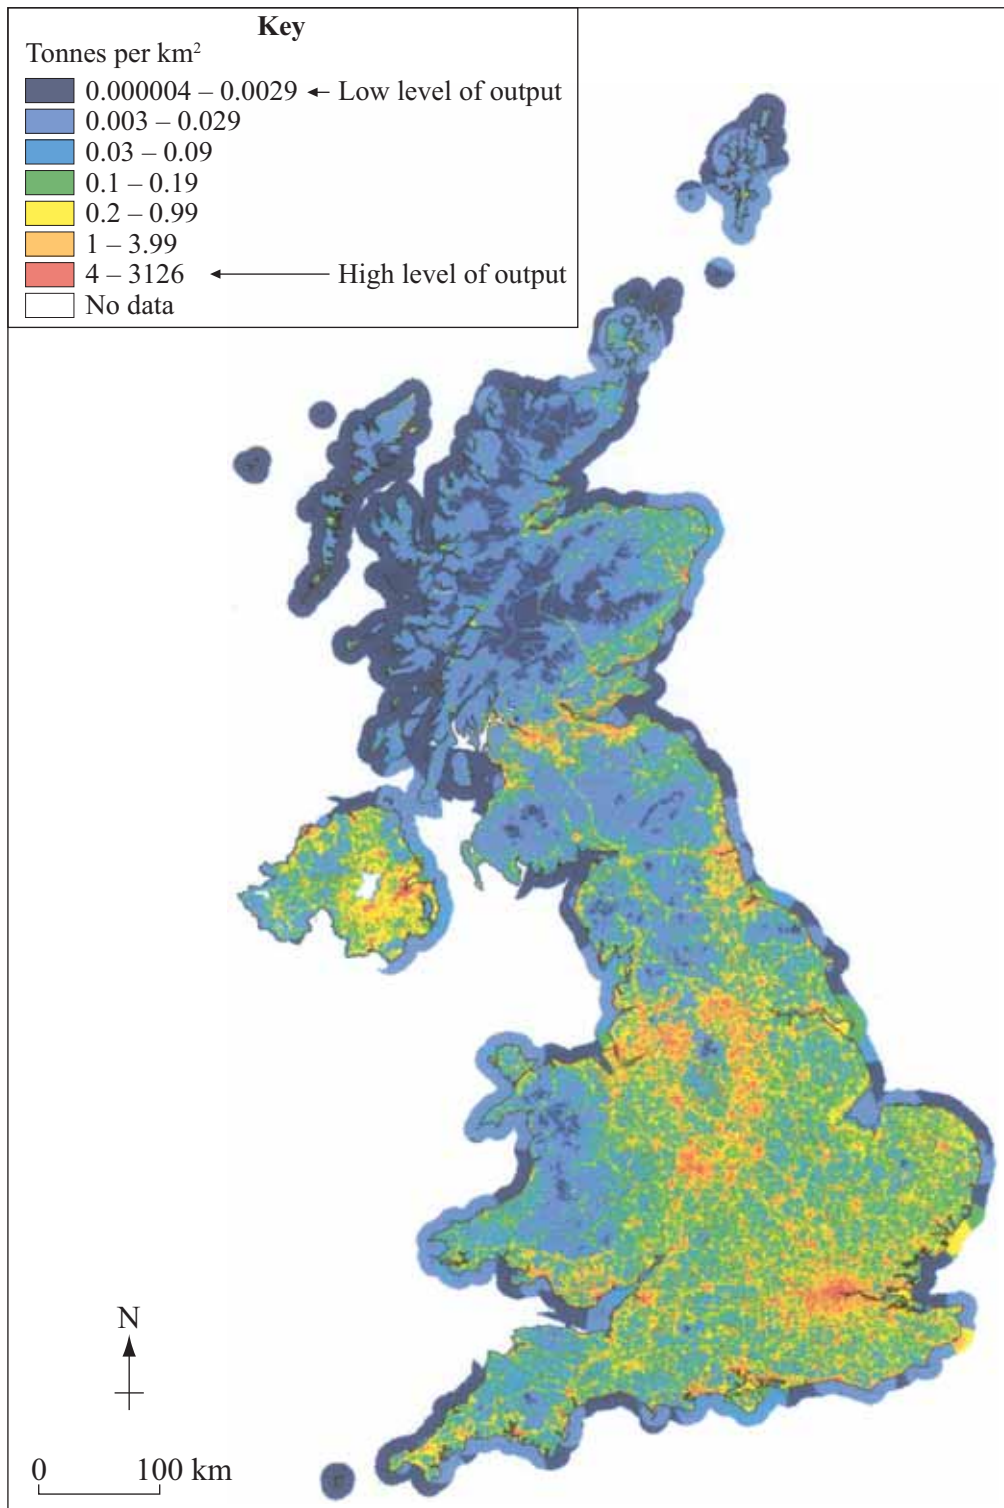 Key
Tonnes per km²
0.000004 – 0.0029 ← Low level of output
0.003 – 0.029
0.03 – 0.09
0.1 – 0.19
0.2 – 0.99
1 – 3.99
4 – 3126 ← High level of output
No data
N
0 100 km